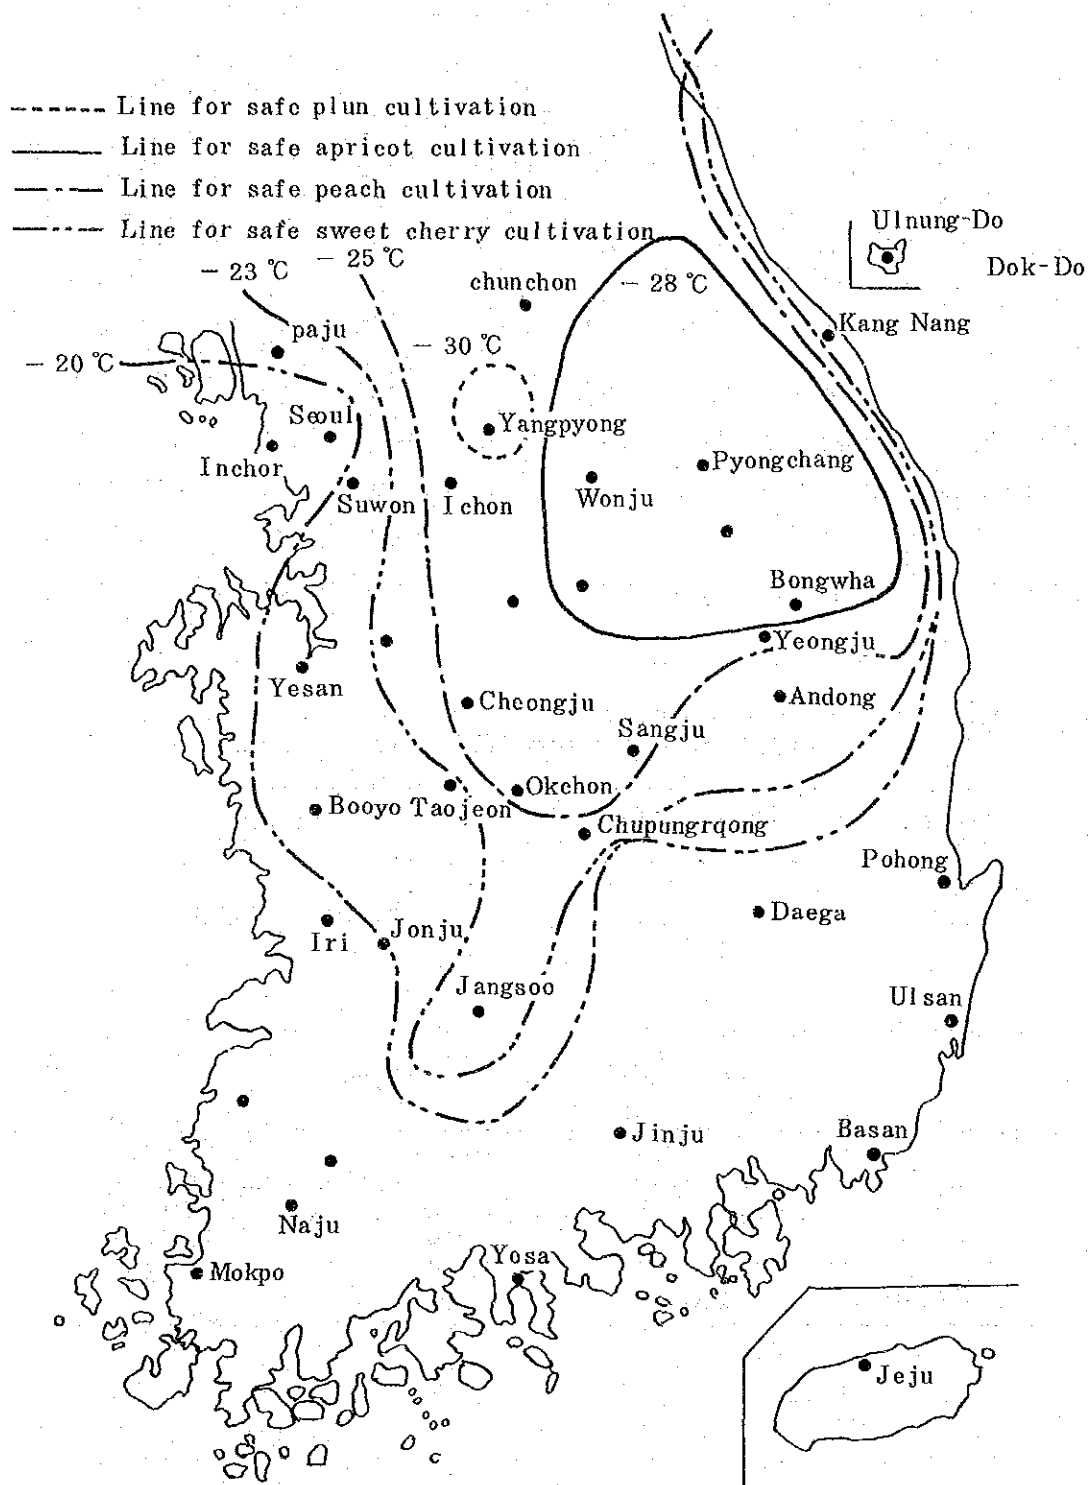 Line for safe plun cultivation
Line for safe apricot cultivation
Line for safe peach cultivation
Line for safe sweet cherry cultivation
Ulnung-Do
Dok-Do
- 25 ℃
- 23 ℃
chunchon
- 28 ℃
Kang Nang
paju
- 30 ℃
- 20 ℃
Seoul
Yangpyong
Inchor
Pyongchang
Suwon
Ichon
Wonju
Bongwha
Yeongju
Yesan
Cheongju
Andong
Sangju
Booyo
Taojeon
Okchon
Chupungrqong
Pohong
Iri
Jonju
Daega
Jangsoo
Ulsan
Jinju
Basan
Naju
Mokpo
Yosa
Jeju